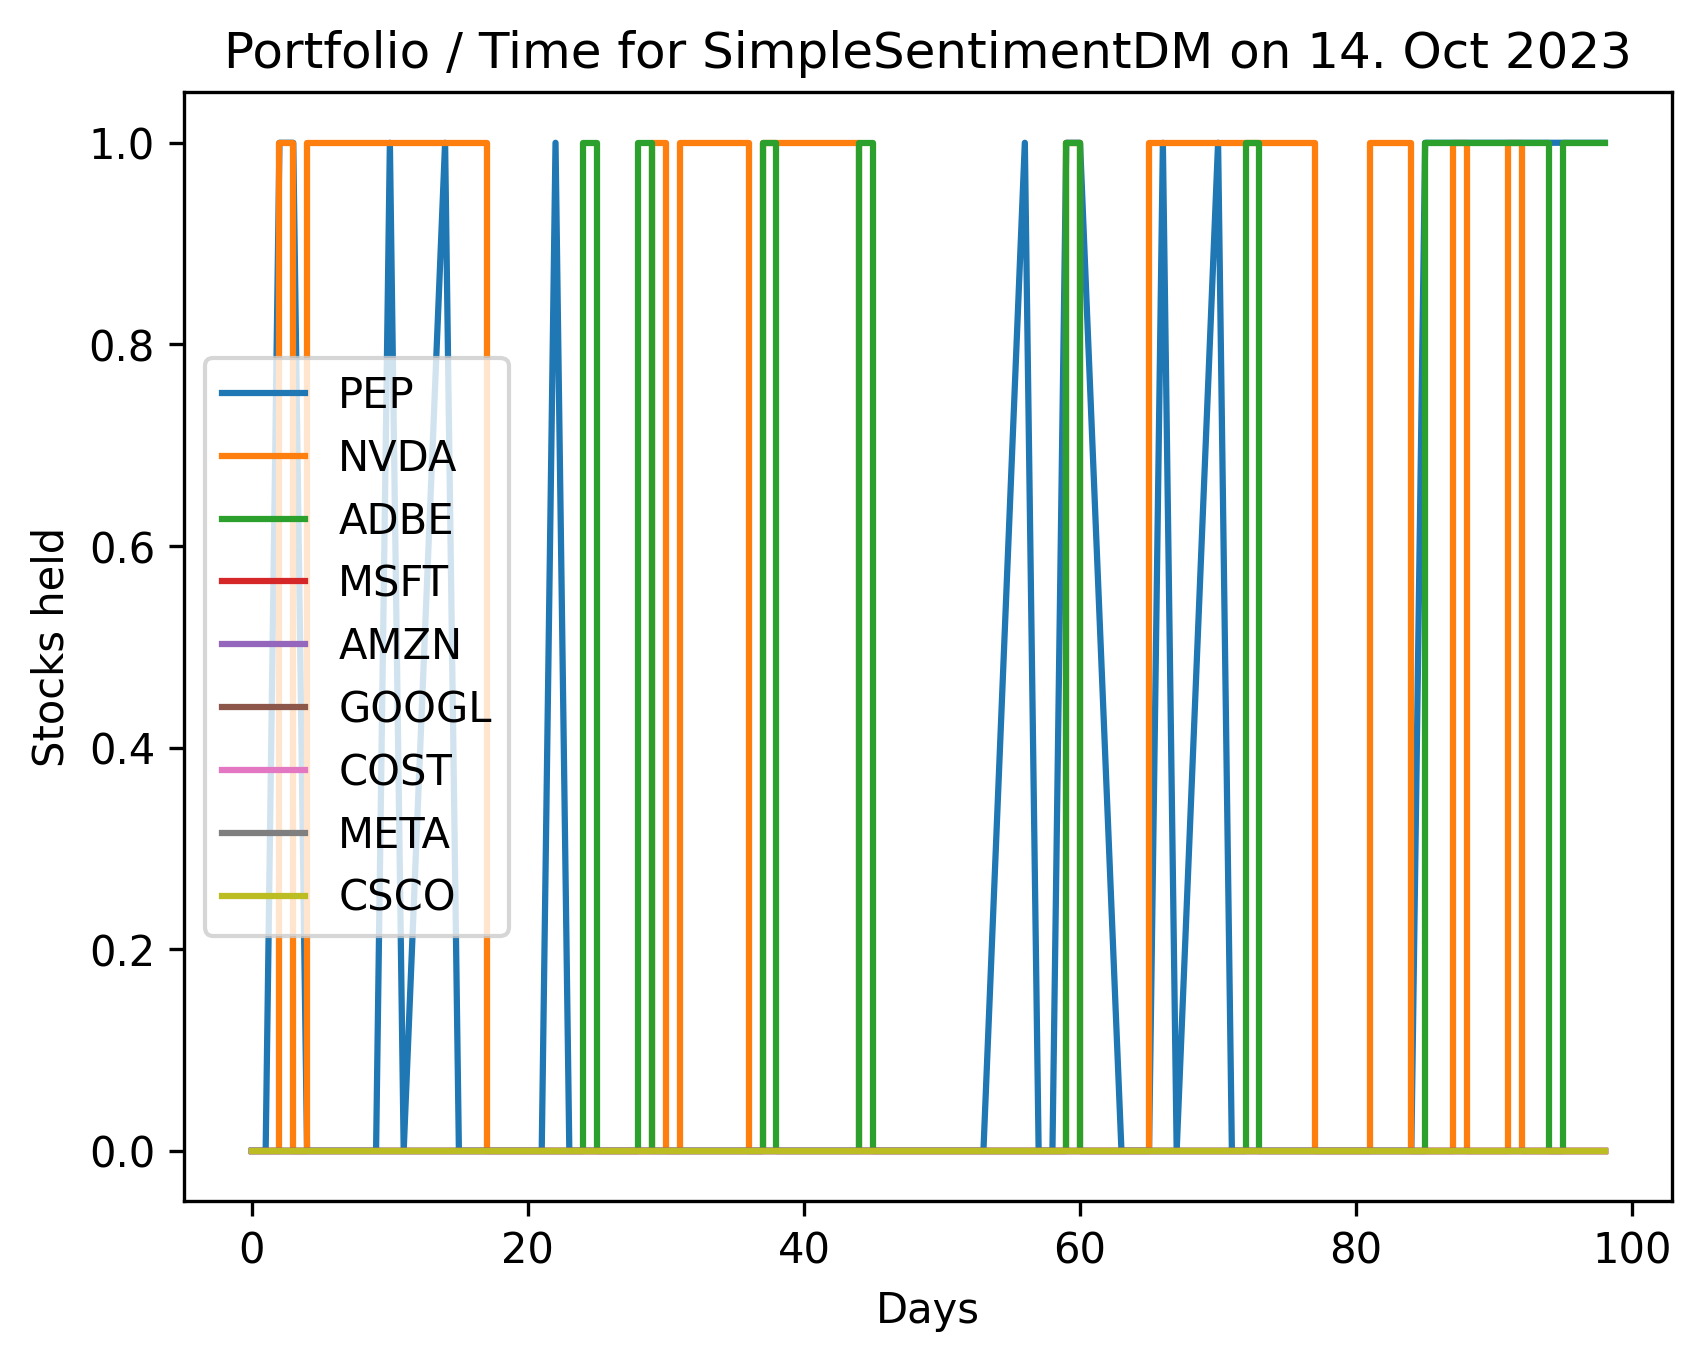 Portfolio / Time for SimpleSentimentDM on 14. Oct 2023
1.0
0.8
0.6
0.4
0.2
0.0
Stocks held
PEP
NVDA
ADBE
MSFT
AMZN
GOOGL
COST
META
CSCO
0 20 40 60 80 100
Days